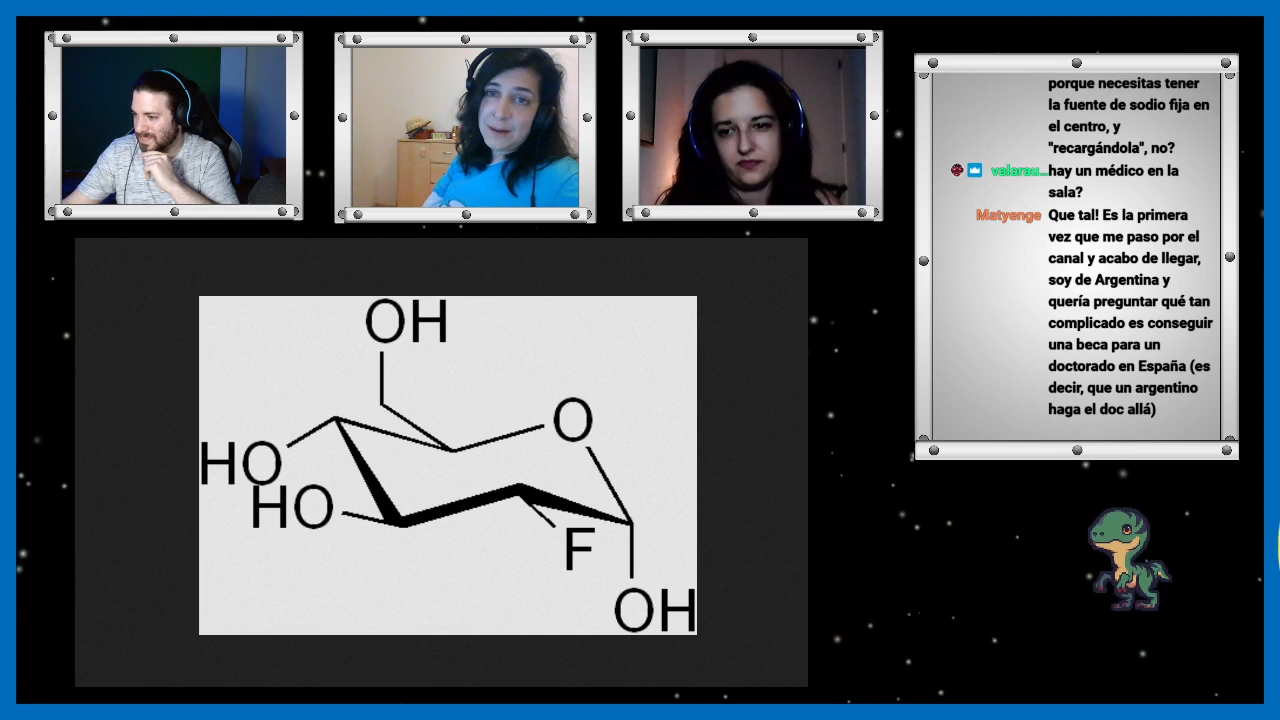 porque necesitas tener
la fuente de sodio fija en
el centro, y
"recargándola", no?
valarau...hay un médico en la
sala?
Matyenge Que tal! Es la primera
vez que me paso por el
canal y acabo de llegar,
soy de Argentina y
quería preguntar qué tan
complicado es conseguir
una beca para un
doctorado en España (es
decir, que un argentino
haga el doc allá)
OH
O
HO
HO
F
OH